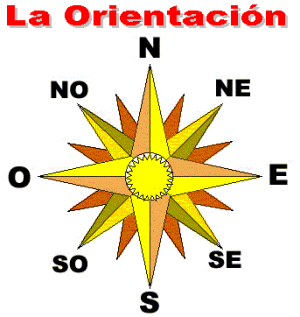 La Orientación
N
NO NE
O E
SO SE
S